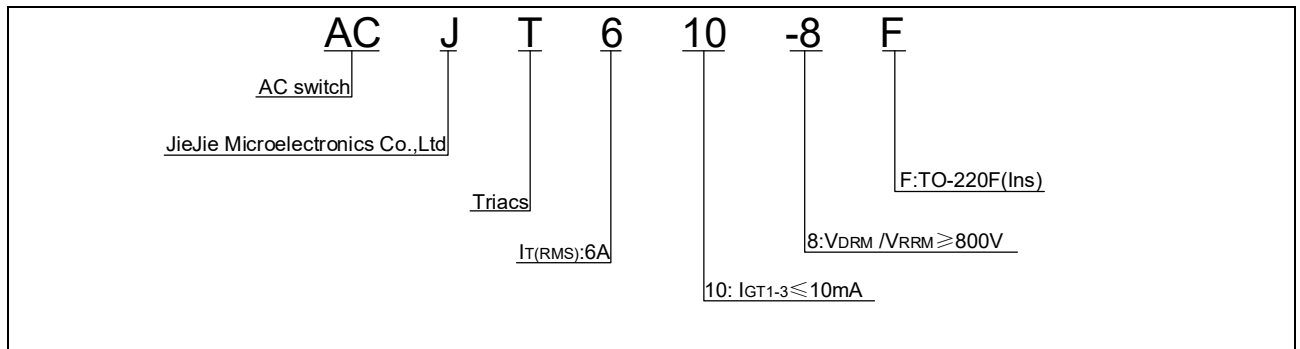 AC J T 6 10 -8 F
AC switch
JieJie Microelectronics Co.,Ltd
F:TO-220F(Ins)
Triacs
IT(RMS):6A
8:VDRM /VRRM≥800V
10: IGT1-3≤10mA